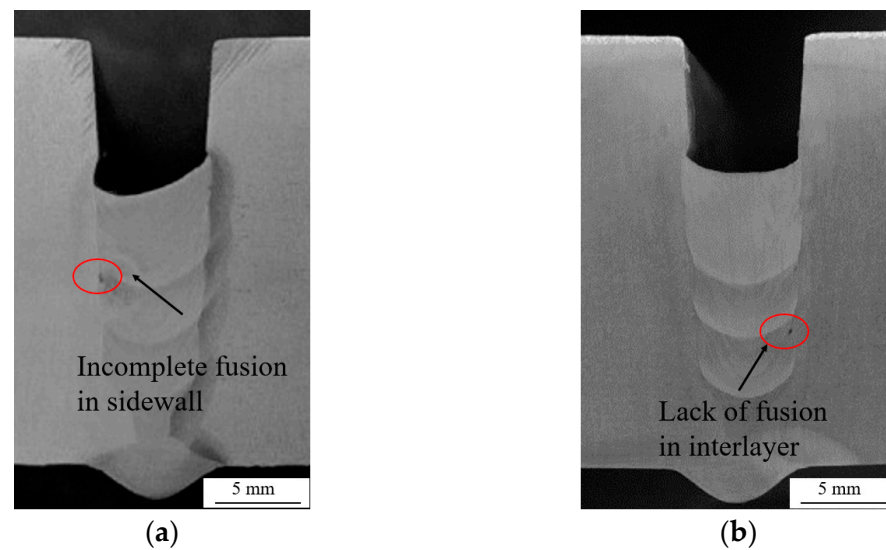 Incomplete fusion
in sidewall
5 mm
(a)
Lack of fusion
in interlayer
5 mm
(b)